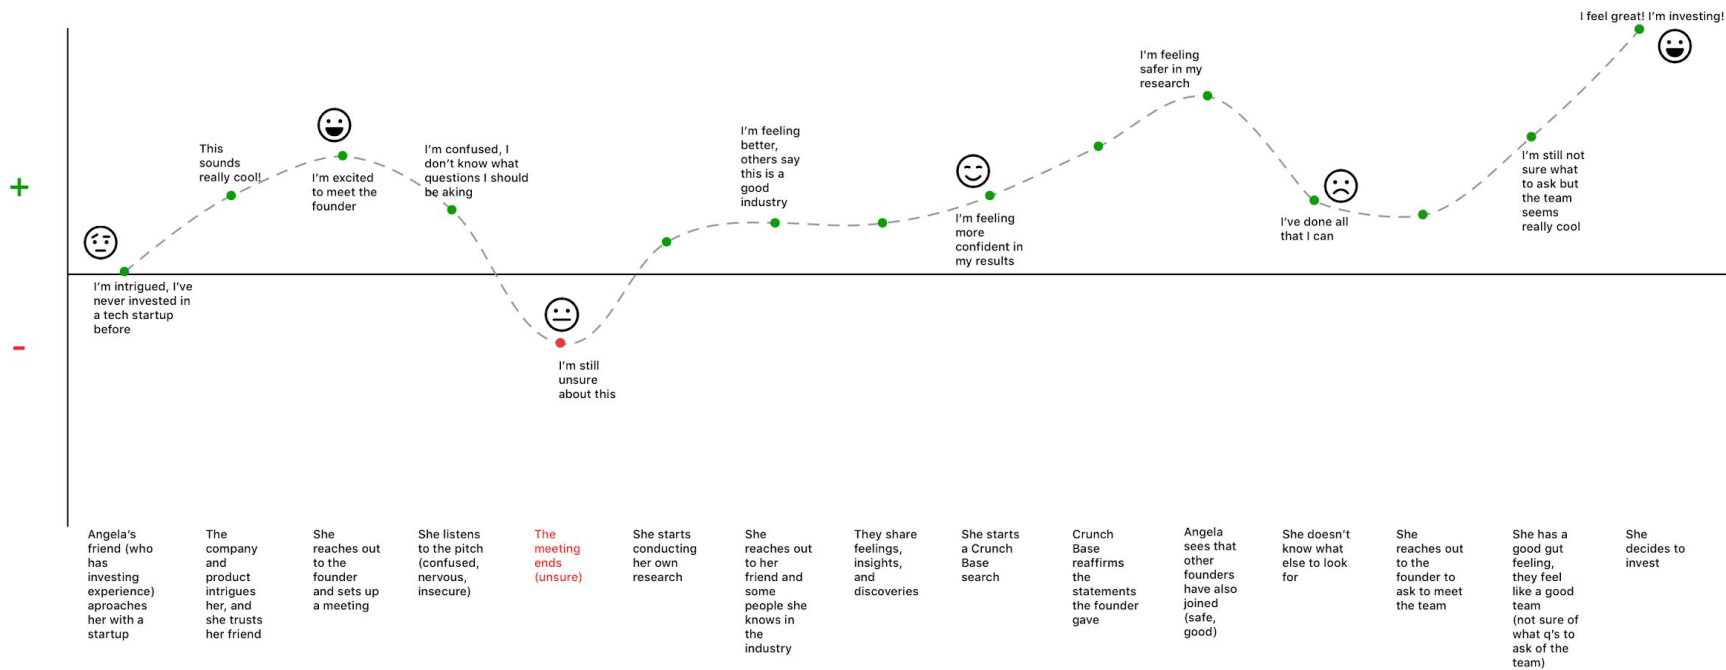 I feel great! I'm investing!
I'm feeling
safer in my
research
I'm feeling
better,
others say
this is a
good
industry
This
sounds
really cool!
I'm confused, I
don't know what
questions I should
be aking
I'm still not
sure what
to ask but
the team
seems
really cool
I'm excited
to meet the
founder
+
I'm feeling
more
confident in
my results
I've done all
that I can
I'm intrigued, I've
never invested in
a tech startup
before
-
I'm still
unsure
about this
Angela's
friend (who
has
investing
experience)
aproaches
her with a
startup
The
company
and
product
intrigues
her, and
she trusts
her friend
She
reaches out
to the
founder
and sets up
a meeting
She listens
to the pitch
(confused,
nervous,
insecure)
The
meeting
ends
(unsure)
She starts
conducting
her own
research
She
reaches out
to her
friend and
some
people she
knows in
the
industry
They share
feelings,
insights,
and
discoveries
She starts
a Crunch
Base
search
Crunch
Base
reaffirms
the
statements
the founder
gave
Angela
sees that
other
founders
have also
joined
(safe,
good)
She doesn't
know what
else to look
for
She
reaches out
to the
founder to
ask to meet
the team
She has a
good gut
feeling,
they feel
like a good
team
(not sure of
what q's to
ask of the
team)
She
decides to
invest